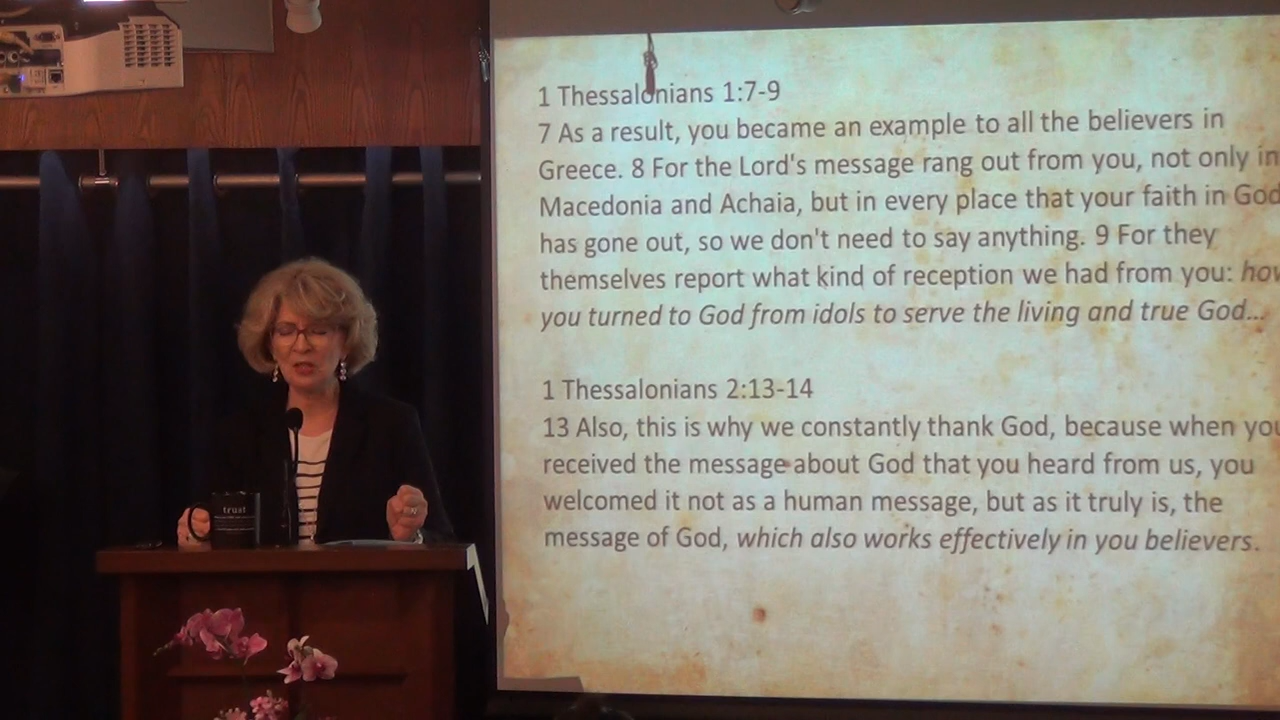 1 Thessalonians 1:7-9
7 As a result, you became an example to all the believers in
Greece. 8 For the Lord's message rang out from you, not only in
Macedonia and Achaia, but in every place that your faith in God
has gone out, so we don't need to say anything. 9 For they
themselves report what kind of reception we had from you: how
you turned to God from idols to serve the living and true God...
1 Thessalonians 2:13-14
13 Also, this is why we constantly thank God, because when you
received the message about God that you heard from us, you
welcomed it not as a human message, but as it truly is, the
message of God, which also works effectively in you believers.
trust